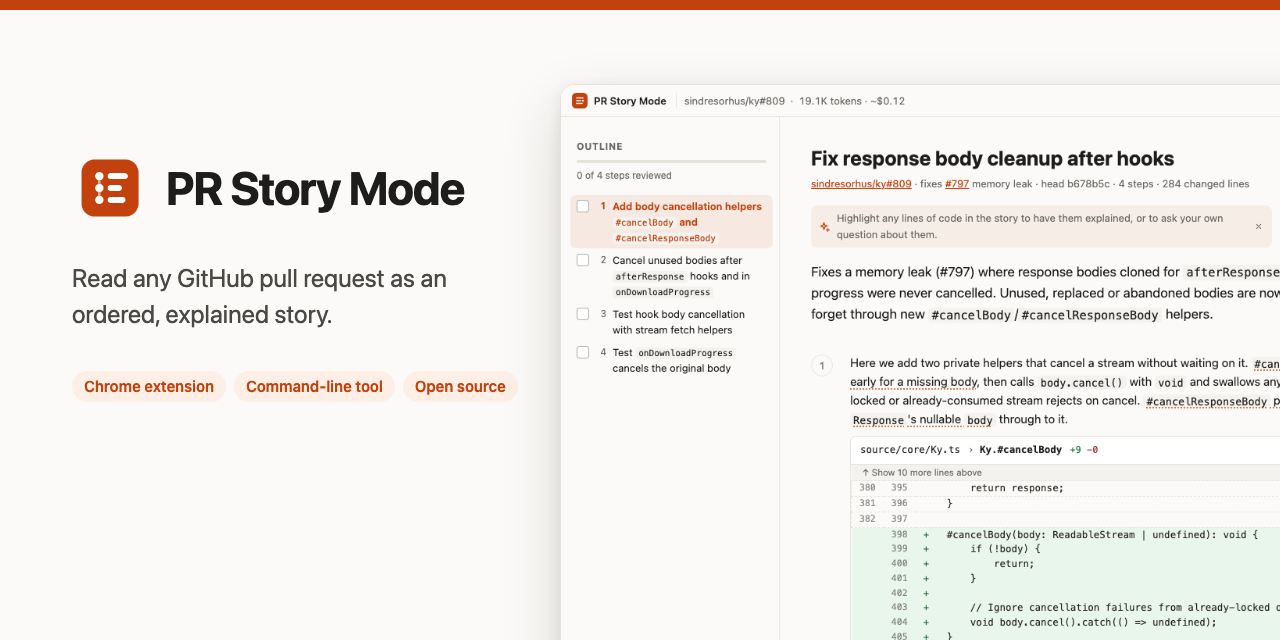 PR Story Mode
Read any GitHub pull request as an
ordered, explained story.
Chrome extension
Command-line tool
Open source
PR Story Mode
sindresorhus/ky#809 · 19.1K tokens · ~$0.12
OUTLINE
0 of 4 steps reviewed
1 Add body cancellation helpers
#cancelBody and
#cancelResponseBody
2 Cancel unused bodies after
afterResponse hooks and in
onDownloadProgress
3 Test hook body cancellation
with stream fetch helpers
4 Test onDownloadProgress
cancels the original body
Fix response body cleanup after hooks
sindresorhus/ky#809 · fixes #797 memory leak · head b678b5c · 4 steps · 284 changed lines
Highlight any lines of code in the story to have them explained, or to ask your own
question about them.
×
Fixes a memory leak (#797) where response bodies cloned for afterResponse
progress were never cancelled. Unused, replaced or abandoned bodies are now
forget through new #cancelBody / #cancelResponseBody helpers.
1
Here we add two private helpers that cancel a stream without waiting on it. #can
early for a missing body, then calls body.cancel() with void and swallows any
locked or already-consumed stream rejects on cancel. #cancelResponseBody p
Response 's nullable body through to it.
source/core/Ky.ts › Ky.#cancelBody +9 −0
↑ Show 10 more lines above
380 395 return response;
381 396 }
382 397
398 + #cancelBody(body: ReadableStream | undefined): void {
399 + if (!body) {
400 + return;
401 + }
402 +
403 + // Ignore cancellation failures from already-locked o
404 + void body.cancel().catch(() => undefined);
405 + }